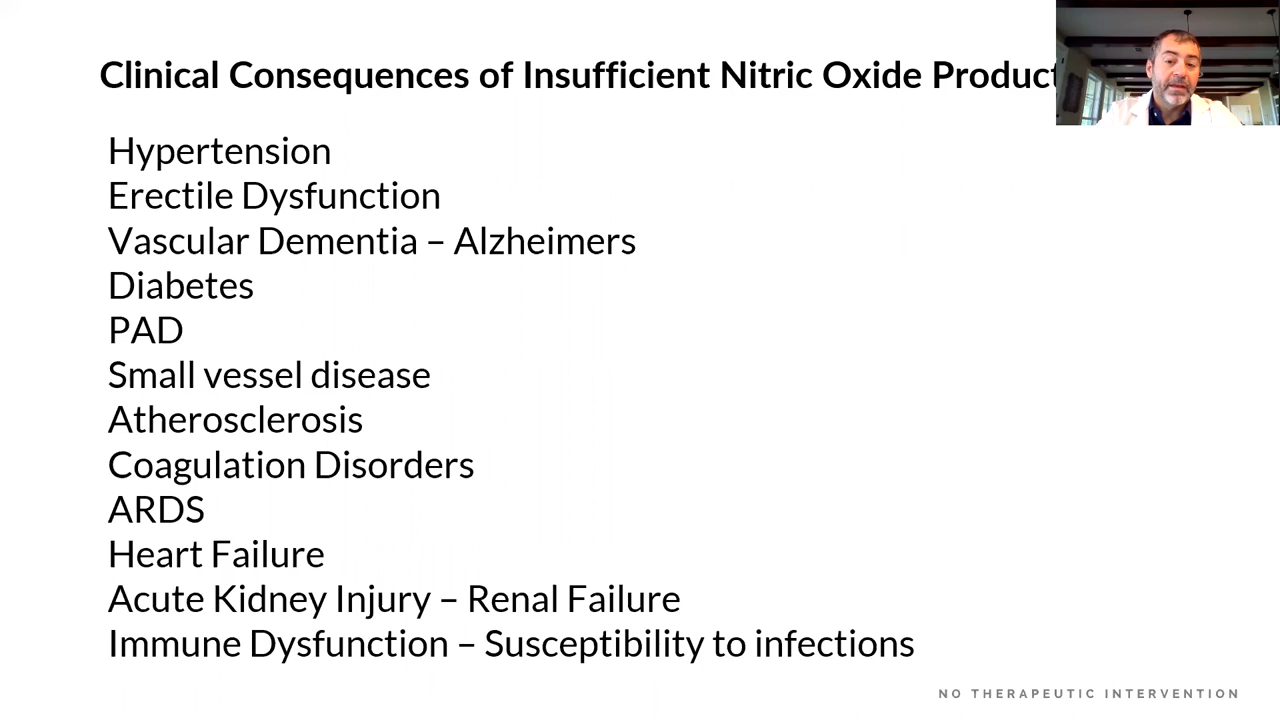 Clinical Consequences of Insufficient Nitric Oxide Product
Hypertension
Erectile Dysfunction
Vascular Dementia – Alzheimers
Diabetes
PAD
Small vessel disease
Atherosclerosis
Coagulation Disorders
ARDS
Heart Failure
Acute Kidney Injury – Renal Failure
Immune Dysfunction – Susceptibility to infections
NO THERAPEUTIC INTERVENTION